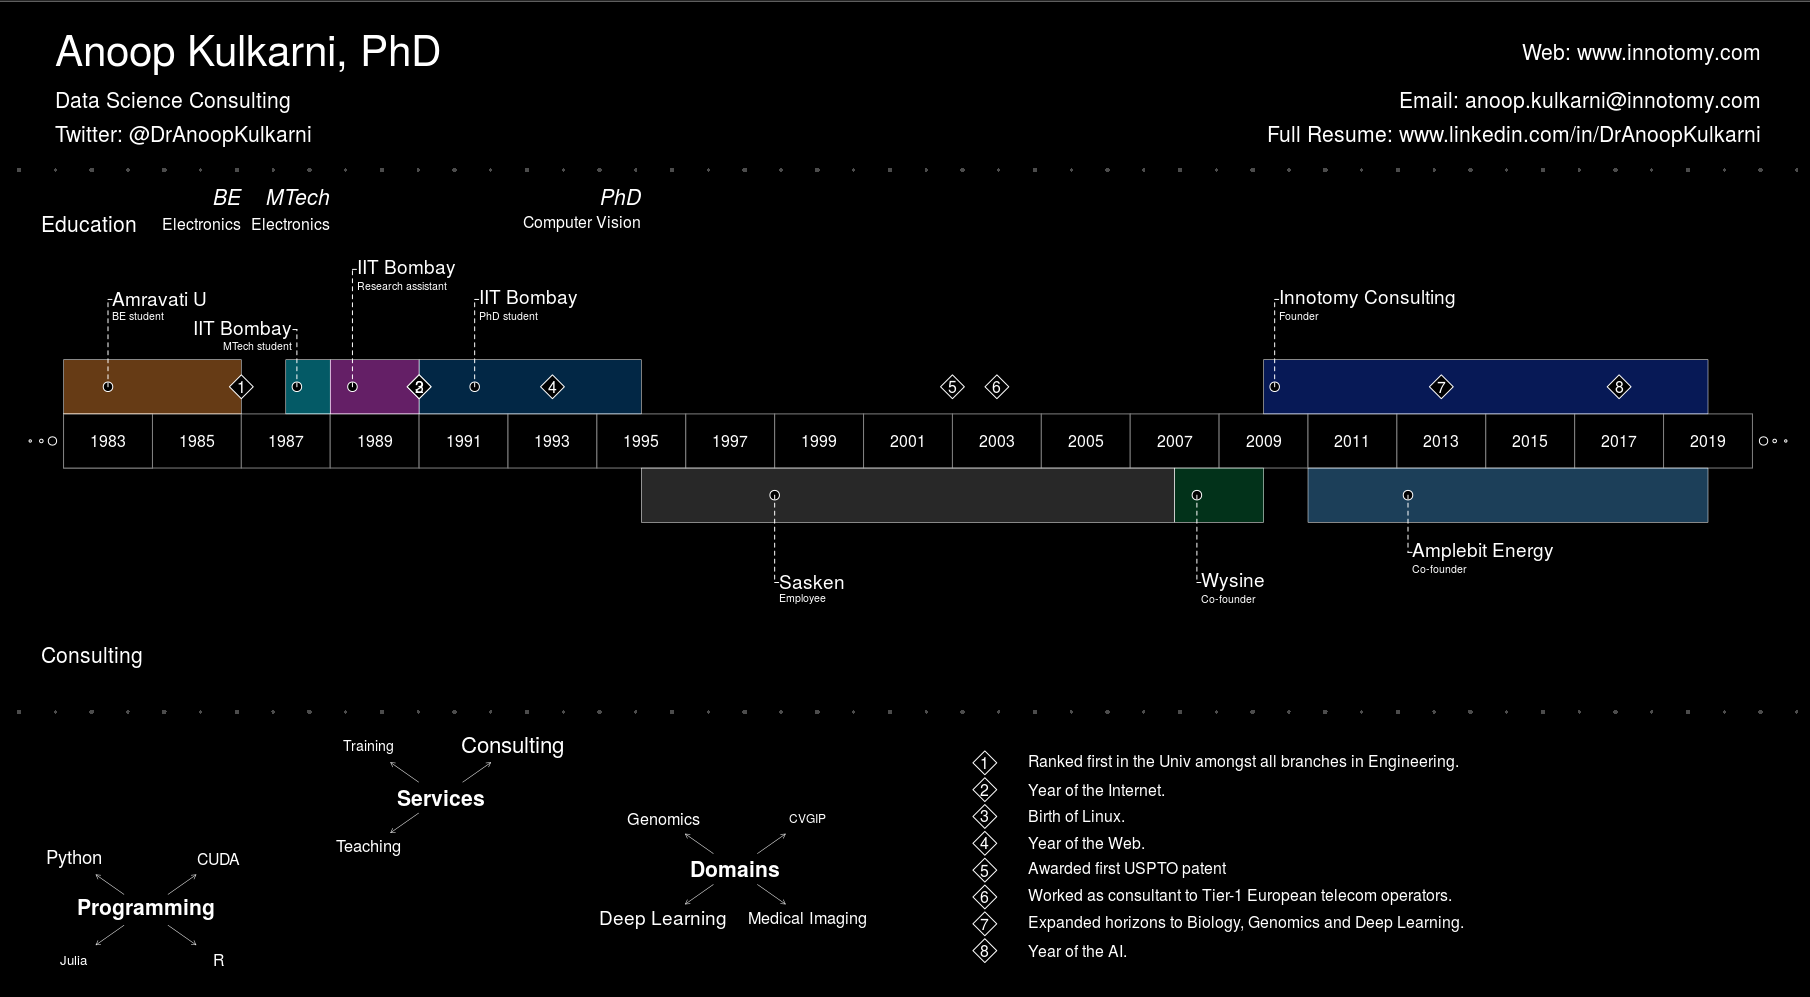 Anoop Kulkarni, PhD
Data Science Consulting
Twitter: @DrAnoopKulkarni
Web: www.innotomy.com
Email: anoop.kulkarni@innotomy.com
Full Resume: www.linkedin.com/in/DrAnoopKulkarni
Education
BE
Electronics
MTech
Electronics
PhD
Computer Vision
Amravati U
BE student
IIT Bombay
MTech student
IIT Bombay
Research assistant
IIT Bombay
PhD student
Innotomy Consulting
Founder
1 2 3 4 5 6 7 8
1983 1985 1987 1989 1991 1993 1995 1997 1999 2001 2003 2005 2007 2009 2011 2013 2015 2017 2019
Sasken
Employee
Wysine
Co-founder
Amplebit Energy
Co-founder
Consulting
Training
Consulting
Services
Teaching
Python
CUDA
Programming
Julia
R
Genomics
CVGIP
Domains
Deep Learning
Medical Imaging
1 Ranked first in the Univ amongst all branches in Engineering.
2 Year of the Internet.
3 Birth of Linux.
4 Year of the Web.
5 Awarded first USPTO patent
6 Worked as consultant to Tier-1 European telecom operators.
7 Expanded horizons to Biology, Genomics and Deep Learning.
8 Year of the AI.